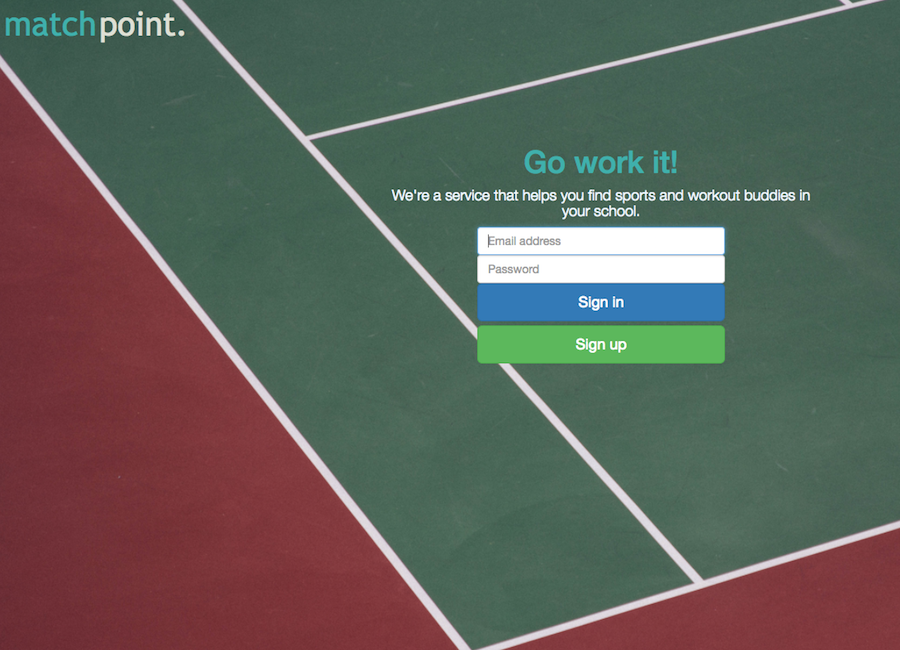 matchpoint.
Go work it!
We're a service that helps you find sports and workout buddies in
your school.
Email address
Password
Sign in
Sign up